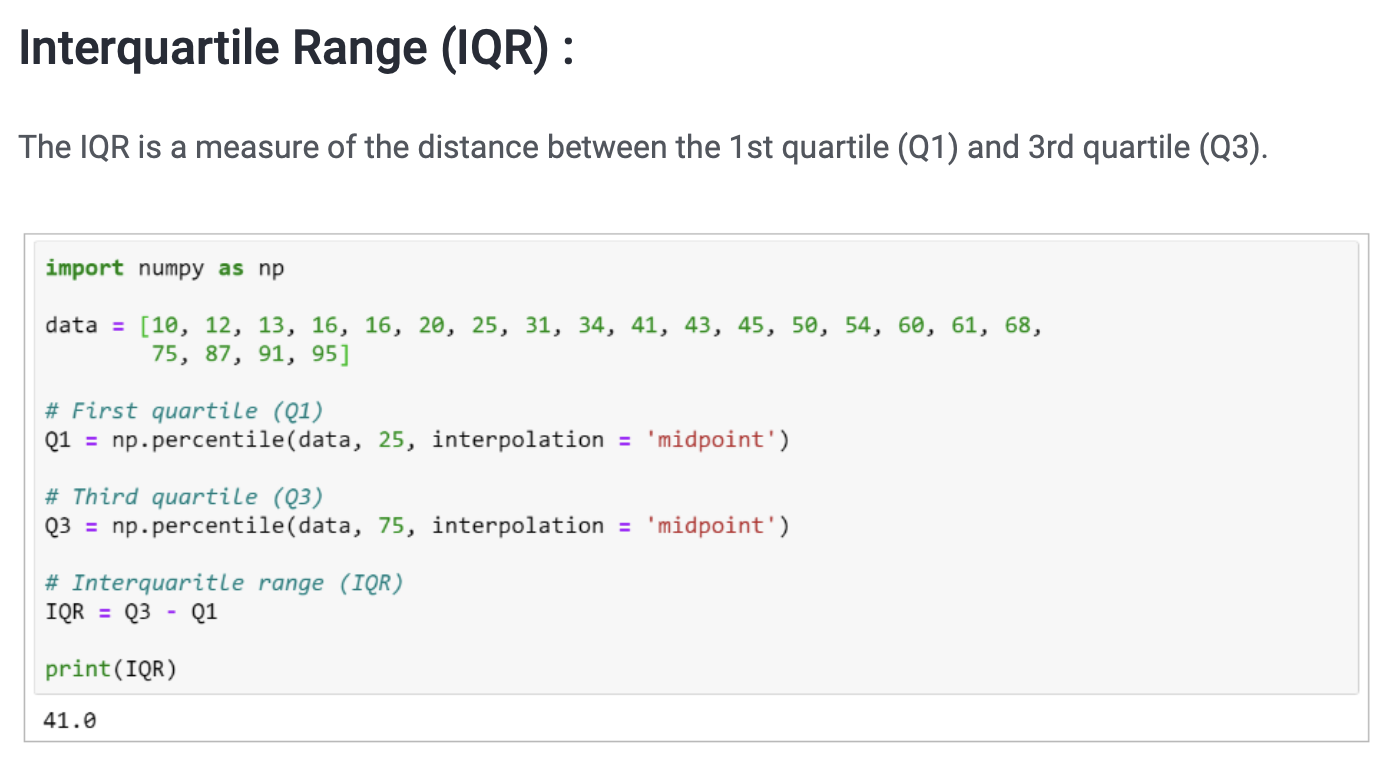 Interquartile Range (IQR) :
The IQR is a measure of the distance between the 1st quartile (Q1) and 3rd quartile (Q3).
import numpy as np
data = [10, 12, 13, 16, 16, 20, 25, 31, 34, 41, 43, 45, 50, 54, 60, 61, 68,
75, 87, 91, 95]
# First quartile (Q1)
Q1 = np.percentile(data, 25, interpolation = 'midpoint')
# Third quartile (Q3)
Q3 = np.percentile(data, 75, interpolation = 'midpoint')
# Interquaritle range (IQR)
IQR = Q3 - Q1
print(IQR)
41.0